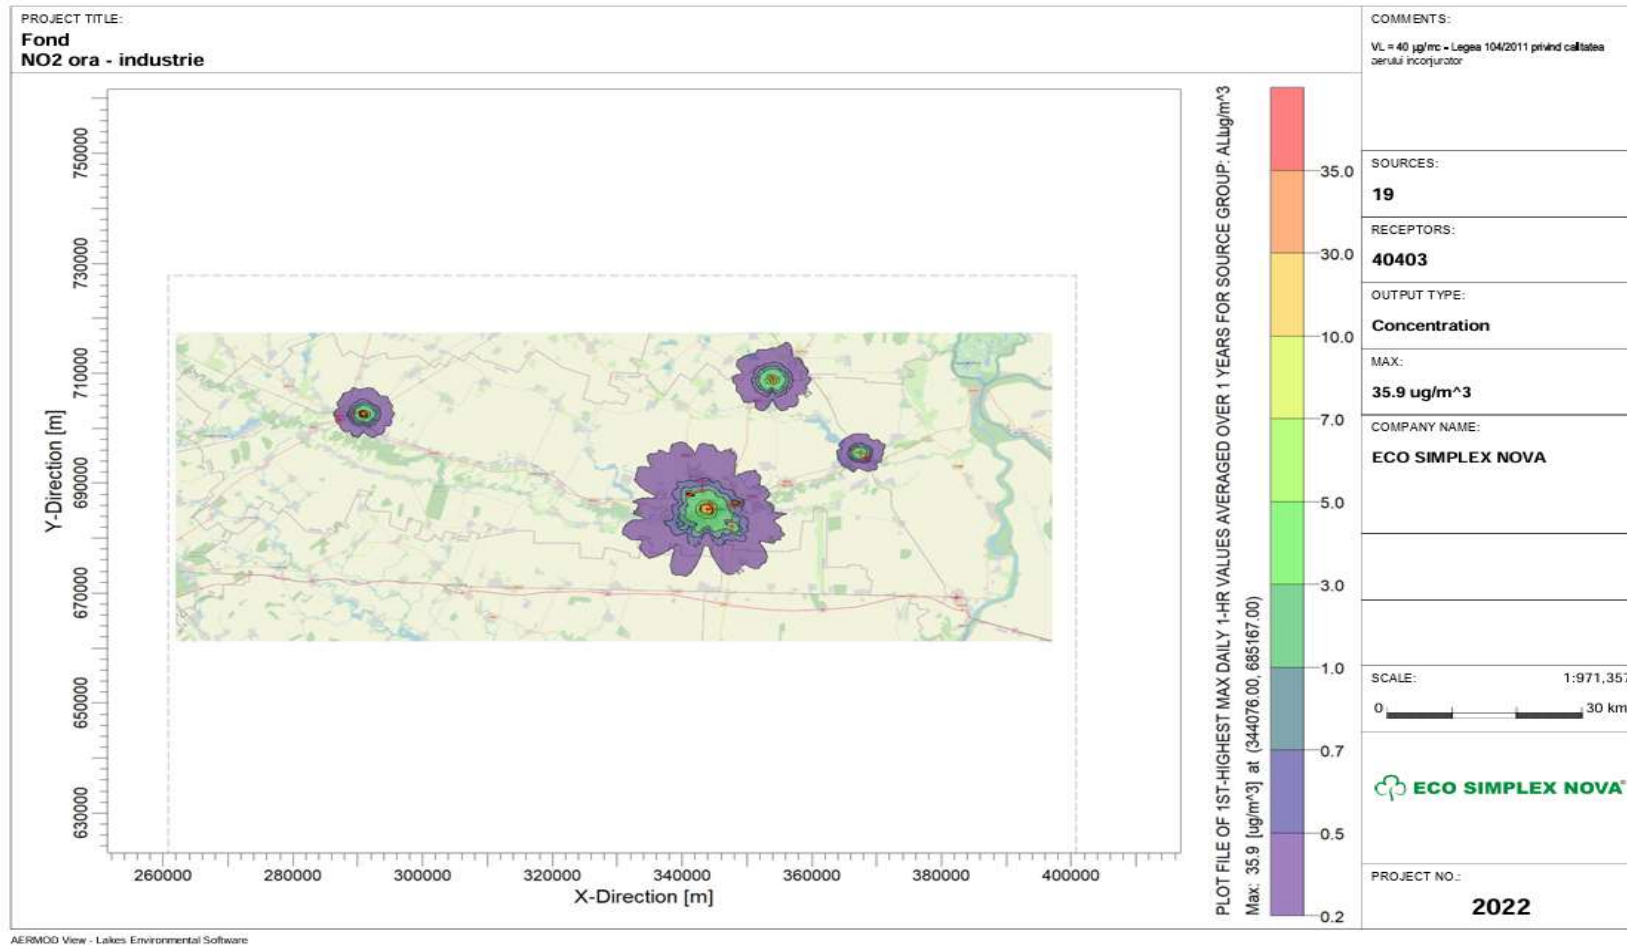 PROJECT TITLE:
Fond
NO2 ora - industrie
COMMENTS:
VL = 40 µg/mc - Legea 104/2011 privind calitatea
aerului inconjurator
SOURCES:
19
RECEPTORS:
40403
OUTPUT TYPE:
Concentration
MAX:
35.9 ug/m^3
COMPANY NAME:
ECO SIMPLEX NOVA
SCALE:
1:971,357
0 30 km
ECO SIMPLEX NOVA
PROJECT NO.:
2022
Y-Direction [m]
750000
730000
710000
690000
670000
650000
630000
260000 280000 300000 320000 340000 360000 380000 400000
X-Direction [m]
PLOT FILE OF 1ST-HIGHEST MAX DAILY 1-HR VALUES AVERAGED OVER 1 YEARS FOR SOURCE GROUP: ALLug/m^3
Max: 35.9 [ug/m^3] at (344076.00, 685167.00)
35.0
30.0
10.0
7.0
5.0
3.0
1.0
0.7
0.5
0.2
AERMOD View - Lakes Environmental Software